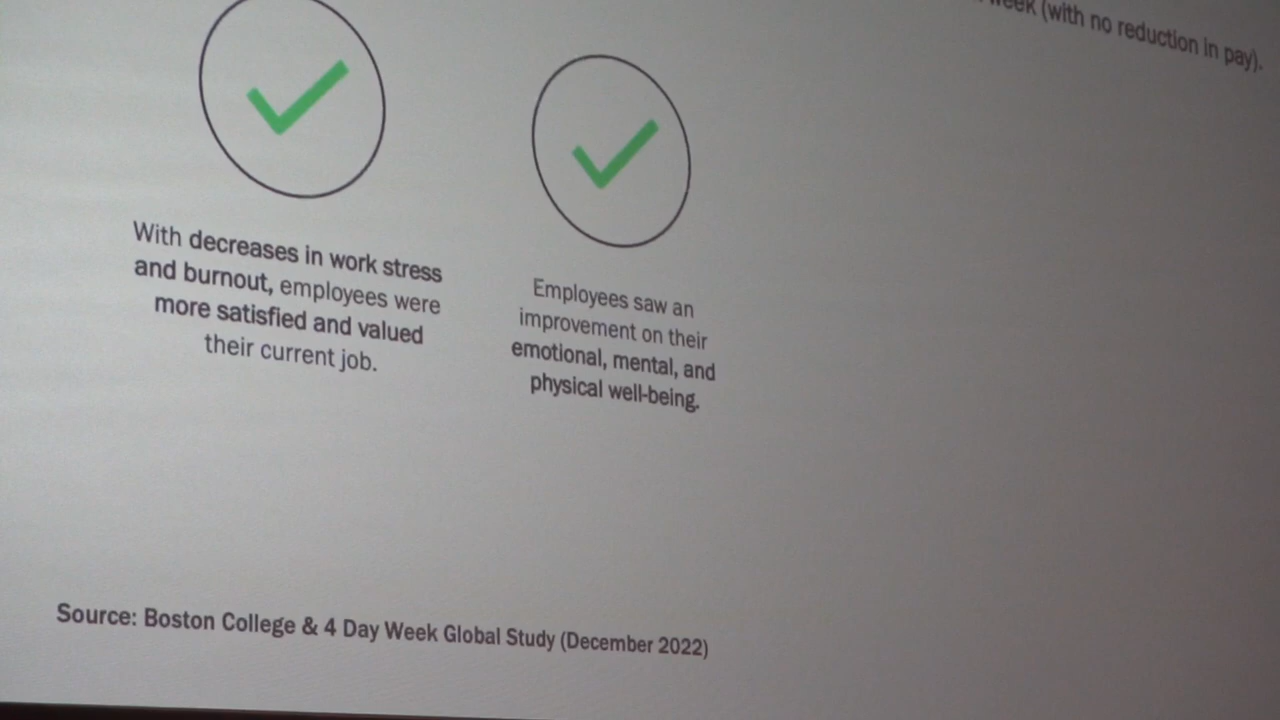 week (with no reduction in pay).
With decreases in work stress
and burnout, employees were
more satisfied and valued
their current job.
Employees saw an
improvement on their
emotional, mental, and
physical well-being.
Source: Boston College & 4 Day Week Global Study (December 2022)